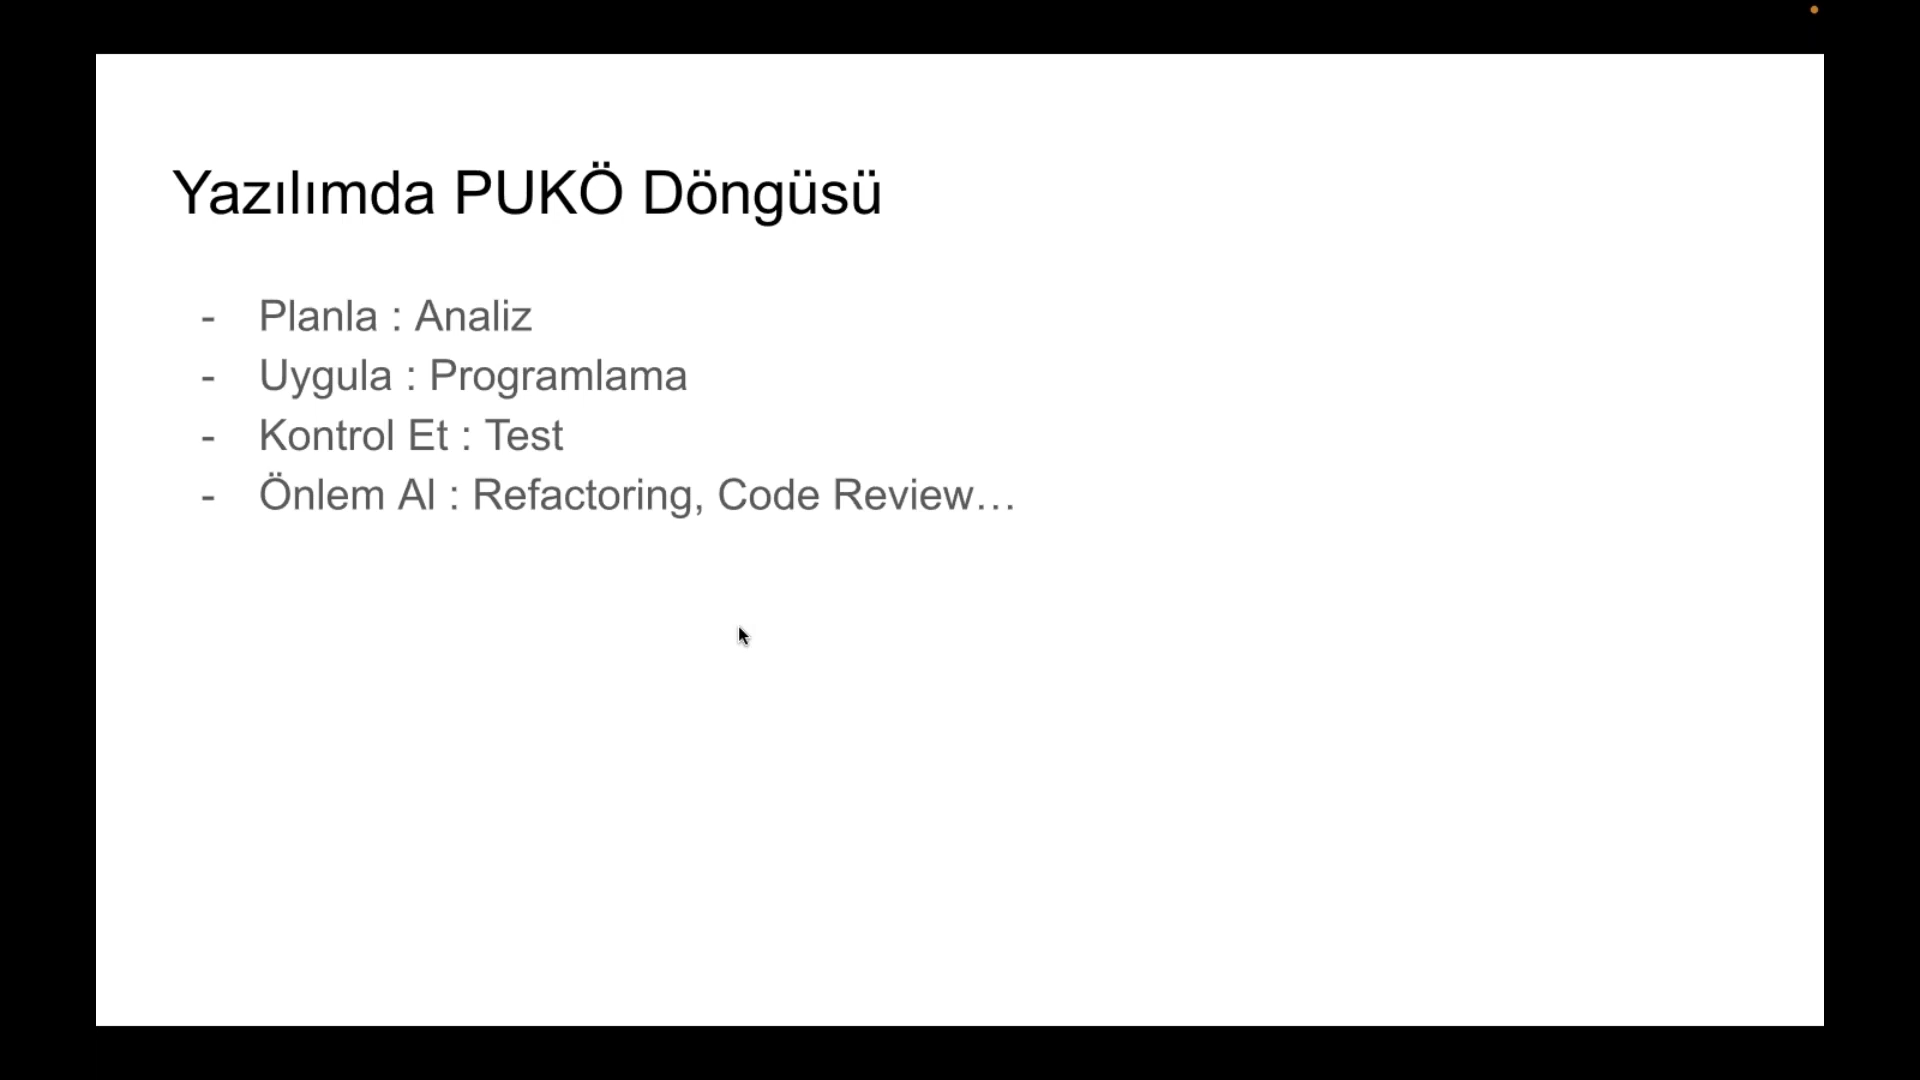 Yazılımda PUKÖ Döngüsü
- Planla : Analiz
- Uygula : Programlama
- Kontrol Et : Test
- Önlem Al : Refactoring, Code Review…